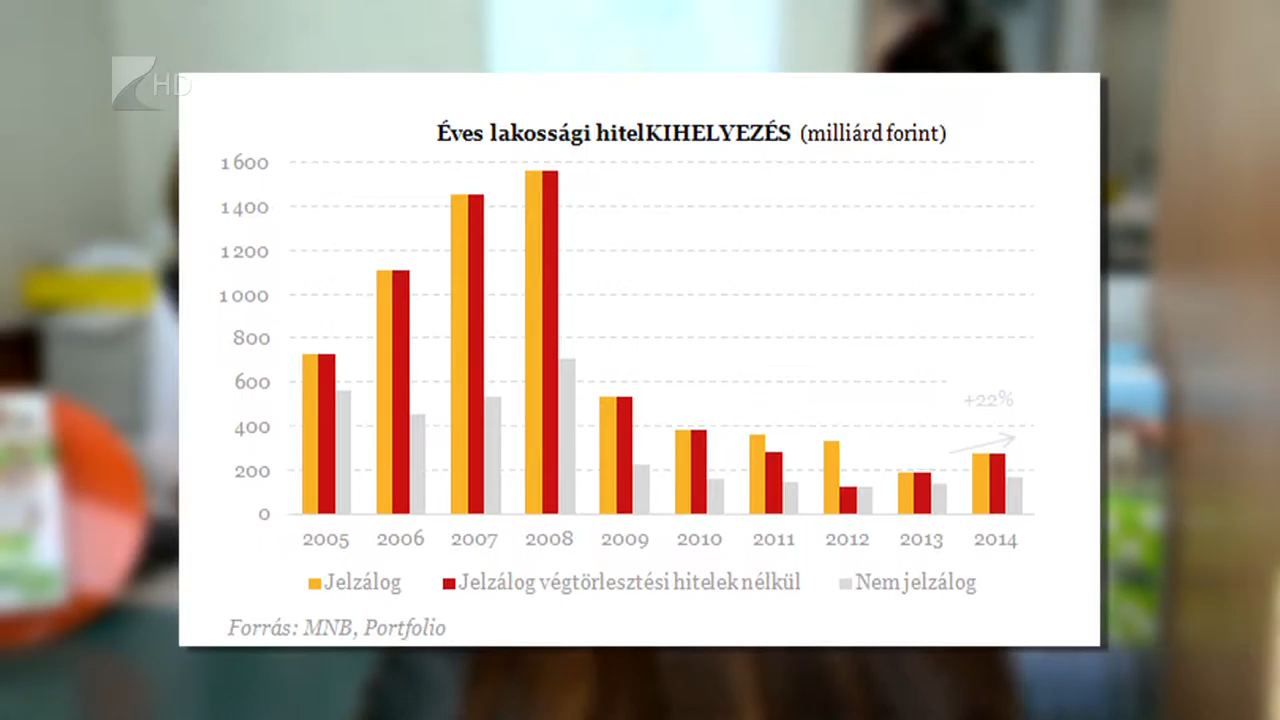 HD
Éves lakossági hitelKIHELYEZÉS (milliárd forint)
1 600
1 400
1 200
1 000
800
600
400
200
0
+22%
2005 2006 2007 2008 2009 2010 2011 2012 2013 2014
Jelzálog Jelzálog végtörlesztési hitelek nélkül Nem jelzálog
Forrás: MNB, Portfolio